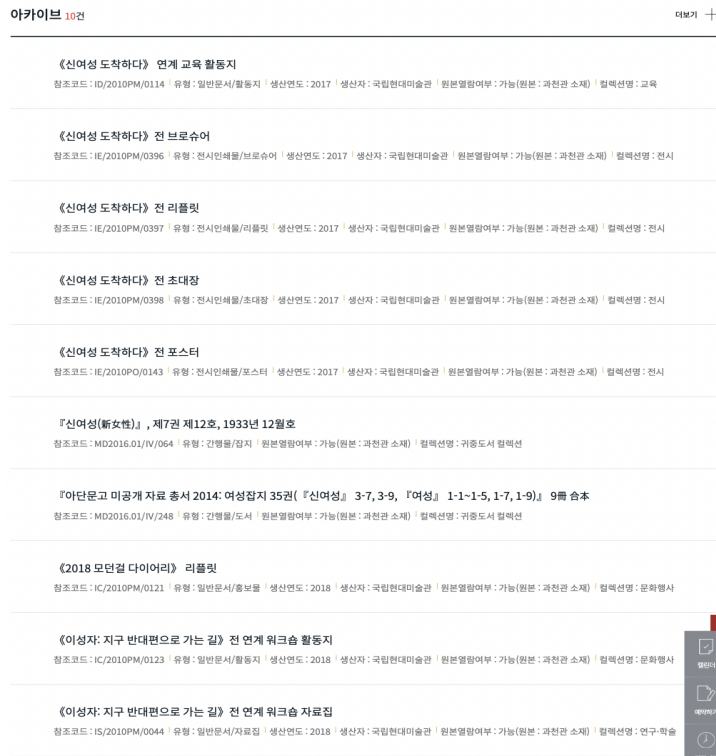 아카이브 10건
더보기
《신여성 도착하다》 연계 교육 활동지
참조코드 : ID/2010PM/0114 유형 : 일반문서/활동지 생산연도 : 2017 생산자 : 국립현대미술관 원본열람여부 : 가능(원본 : 과천관 소재) 컬렉션명 : 교육
《신여성 도착하다》전 브로슈어
참조코드 : IE/2010PM/0396 유형 : 전시인쇄물/브로슈어 생산연도 : 2017 생산자 : 국립현대미술관 원본열람여부 : 가능(원본 : 과천관 소재) 컬렉션명 : 전시
《신여성 도착하다》전 리플릿
참조코드 : IE/2010PM/0397 유형 : 전시인쇄물/리플릿 생산연도 : 2017 생산자 : 국립현대미술관 원본열람여부 : 가능(원본 : 과천관 소재) 컬렉션명 : 전시
《신여성 도착하다》전 초대장
참조코드 : IE/2010PM/0398 유형 : 전시인쇄물/초대장 생산연도 : 2017 생산자 : 국립현대미술관 원본열람여부 : 가능(원본 : 과천관 소재) 컬렉션명 : 전시
《신여성 도착하다》전 포스터
참조코드 : IE/2010PO/0143 유형 : 전시인쇄물/포스터 생산연도 : 2017 생산자 : 국립현대미술관 원본열람여부 : 가능(원본 : 과천관 소재) 컬렉션명 : 전시
『신여성(新女性)』, 제7권 제12호, 1933년 12월호
참조코드 : MD2016.01/IV/064 유형 : 간행물/잡지 원본열람여부 : 가능(원본 : 과천관 소재) 컬렉션명 : 귀중도서 컬렉션
『아단문고 미공개 자료 총서 2014: 여성잡지 35권(『신여성』 3-7, 3-9, 『여성』 1-1~1-5, 1-7, 1-9)』 9冊 合本
참조코드 : MD2016.01/IV/248 유형 : 간행물/도서 원본열람여부 : 가능(원본 : 과천관 소재) 컬렉션명 : 귀중도서 컬렉션
《2018 모던걸 다이어리》 리플릿
참조코드 : IC/2010PM/0121 유형 : 일반문서/홍보물 생산연도 : 2018 생산자 : 국립현대미술관 원본열람여부 : 가능(원본 : 과천관 소재) 컬렉션명 : 문화행사
《이성자: 지구 반대편으로 가는 길》전 연계 워크숍 활동지
참조코드 : IC/2010PM/0123 유형 : 일반문서/활동지 생산연도 : 2018 생산자 : 국립현대미술관 원본열람여부 : 가능(원본 : 과천관 소재) 컬렉션명 : 문화행사
캘린더
《이성자: 지구 반대편으로 가는 길》전 연계 워크숍 자료집
예약하기
참조코드 : IS/2010PM/0044 유형 : 일반문서/자료집 생산연도 : 2018 생산자 : 국립현대미술관 원본열람여부 : 가능(원본 : 과천관 소재) 컬렉션명 : 연구·학술